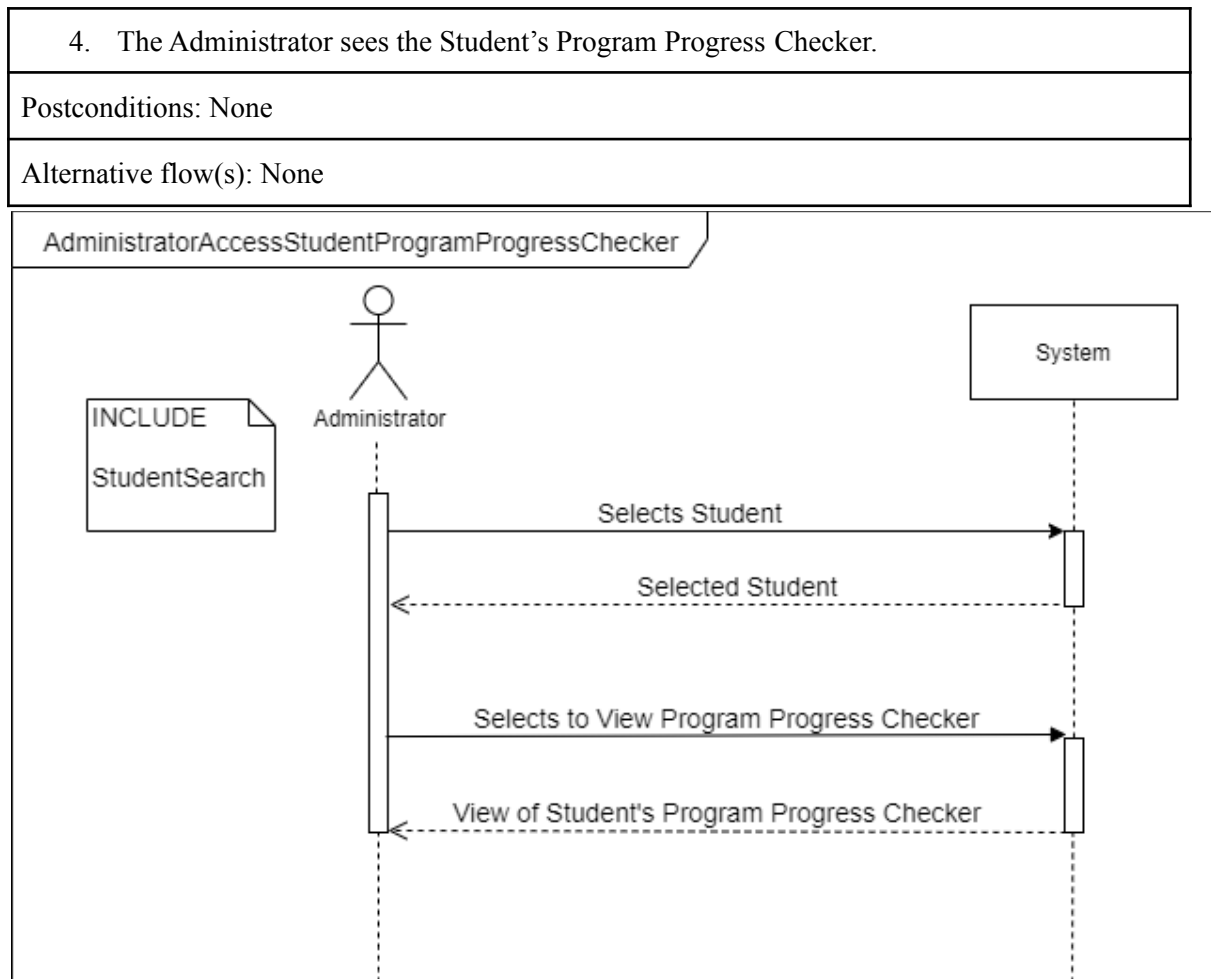 4. The Administrator sees the Student’s Program Progress Checker.
Postconditions: None
Alternative flow(s): None
AdministratorAccessStudentProgramProgressChecker
System
INCLUDE
StudentSearch
Administrator
Selects Student
Selected Student
Selects to View Program Progress Checker
View of Student's Program Progress Checker